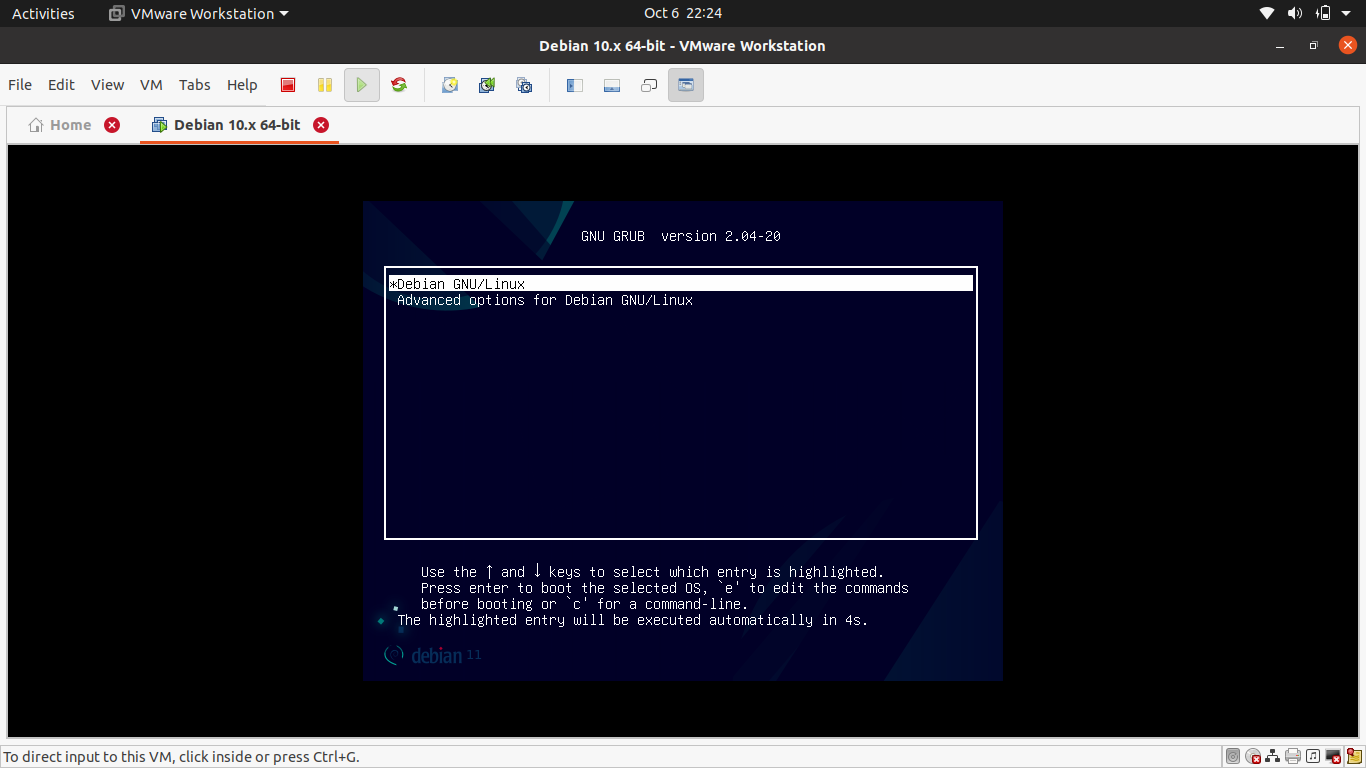 Activities VMware Workstation Oct 6 22:24
Debian 10.x 64-bit - VMware Workstation
File Edit View VM Tabs Help
Home Debian 10.x 64-bit
GNU GRUB version 2.04-20
*Debian GNU/Linux
Advanced options for Debian GNU/Linux
Use the ↑ and ↓ keys to select which entry is highlighted.
Press enter to boot the selected OS, `e' to edit the commands
before booting or `c' for a command-line.
The highlighted entry will be executed automatically in 4s.
debian 11
To direct input to this VM, click inside or press Ctrl+G.